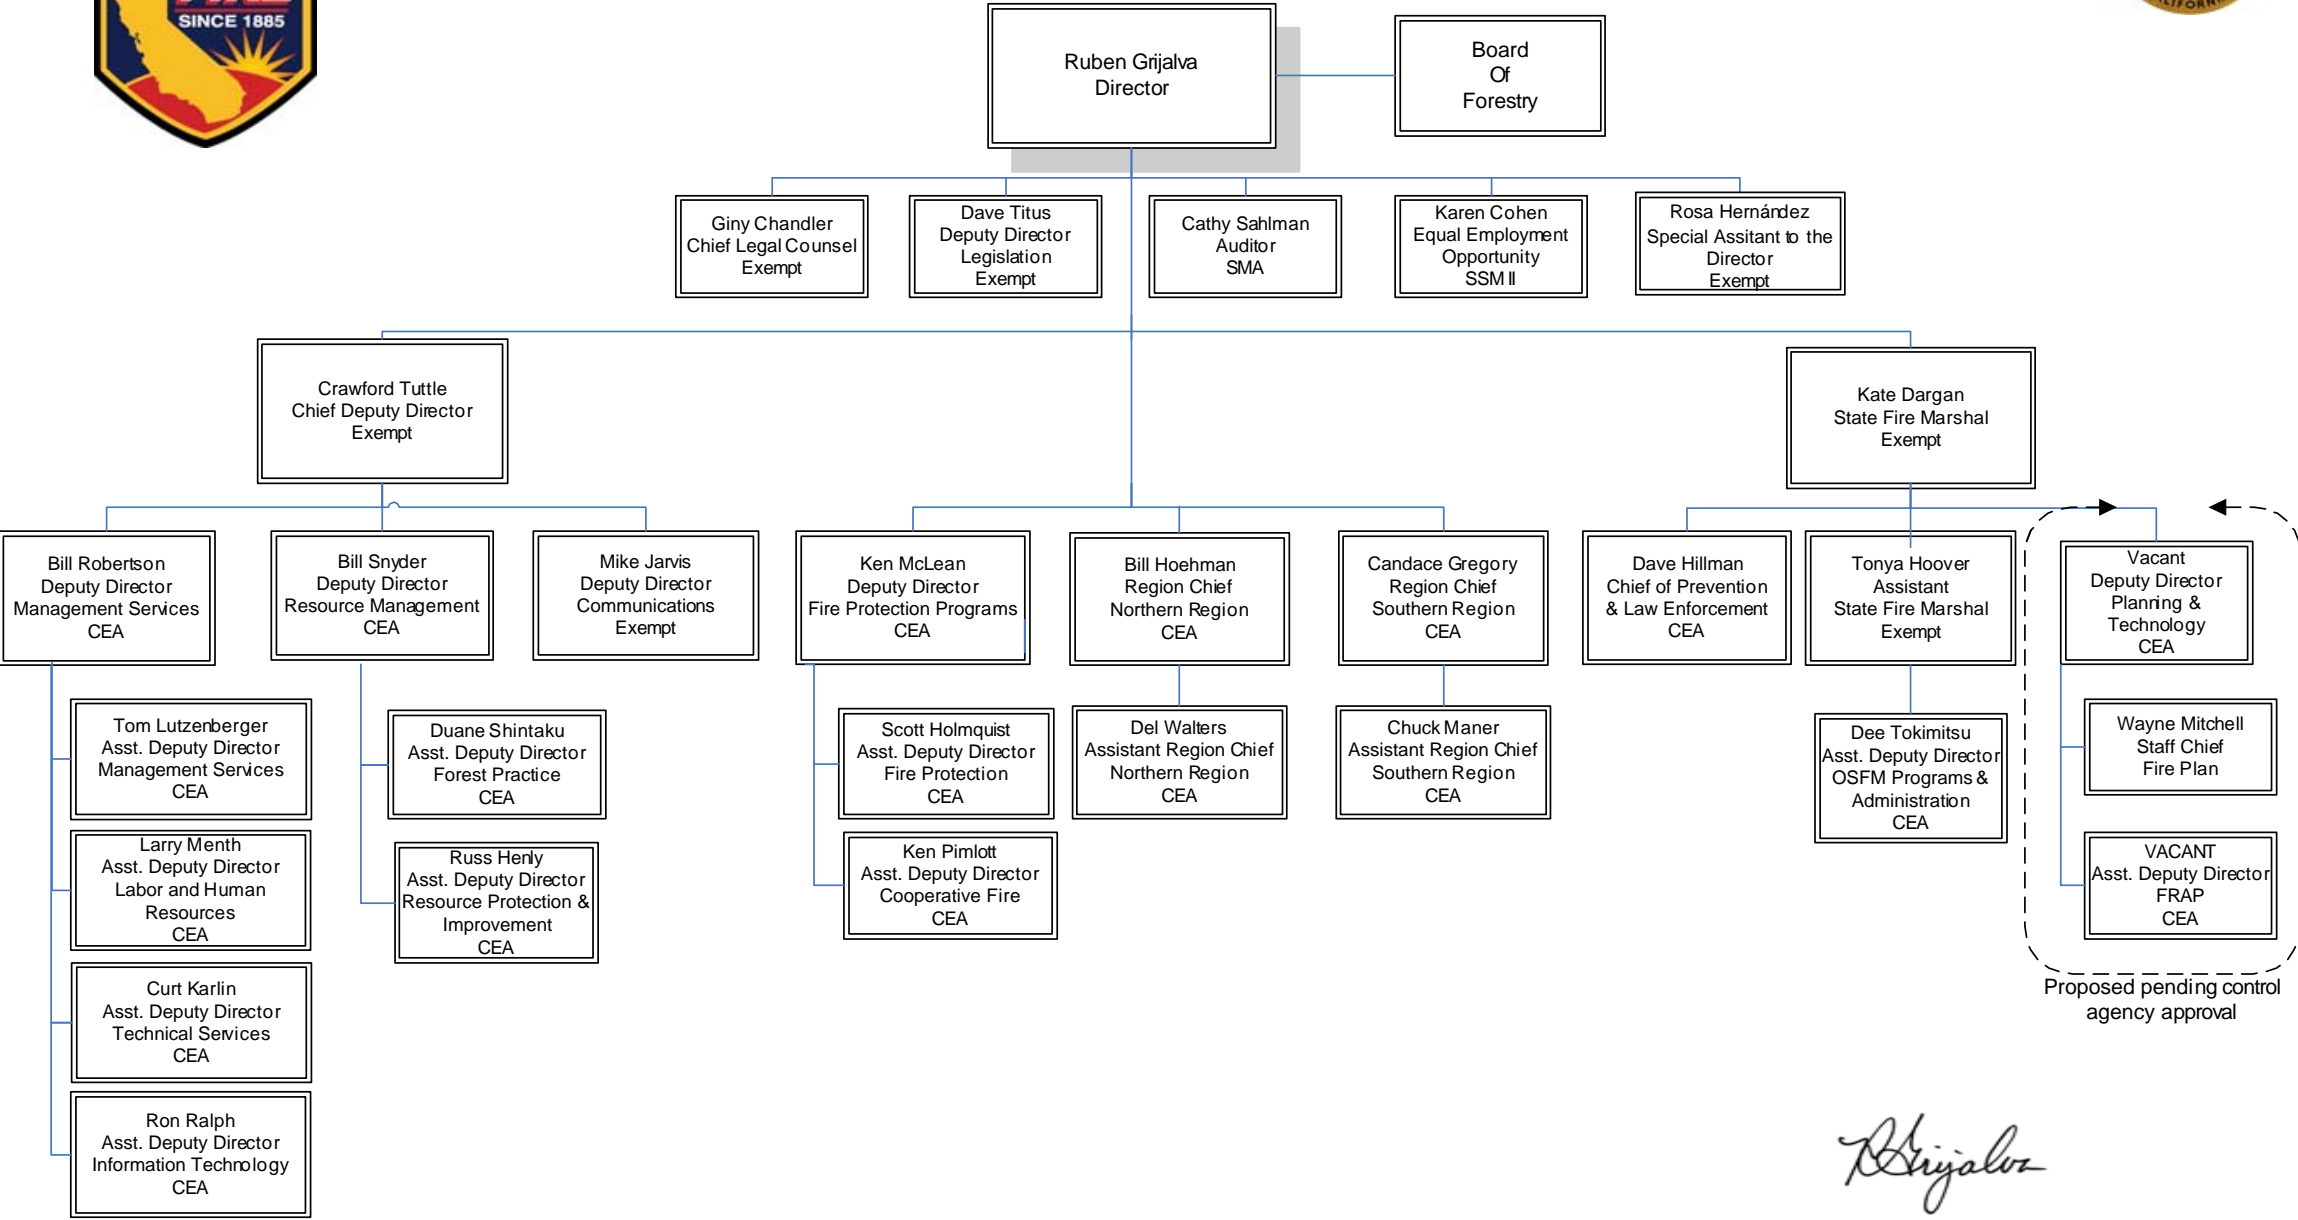 SINCE 1885
Ruben Grijalva
Director
Board
Of
Forestry
Giny Chandler
Chief Legal Counsel
Exempt
Dave Titus
Deputy Director
Legislation
Exempt
Cathy Sahlman
Auditor
SMA
Karen Cohen
Equal Employment
Opportunity
SSM II
Rosa Hernández
Special Assitant to the
Director
Exempt
Crawford Tuttle
Chief Deputy Director
Exempt
Kate Dargan
State Fire Marshal
Exempt
Bill Robertson
Deputy Director
Management Services
CEA
Bill Snyder
Deputy Director
Resource Management
CEA
Mike Jarvis
Deputy Director
Communications
Exempt
Ken McLean
Deputy Director
Fire Protection Programs
CEA
Bill Hoehman
Region Chief
Northern Region
CEA
Candace Gregory
Region Chief
Southern Region
CEA
Dave Hillman
Chief of Prevention
& Law Enforcement
CEA
Tonya Hoover
Assistant
State Fire Marshal
Exempt
Vacant
Deputy Director
Planning &
Technology
CEA
Tom Lutzenberger
Asst. Deputy Director
Management Services
CEA
Larry Menth
Asst. Deputy Director
Labor and Human
Resources
CEA
Curt Karlin
Asst. Deputy Director
Technical Services
CEA
Ron Ralph
Asst. Deputy Director
Information Technology
CEA
Duane Shintaku
Asst. Deputy Director
Forest Practice
CEA
Russ Henly
Asst. Deputy Director
Resource Protection &
Improvement
CEA
Scott Holmquist
Asst. Deputy Director
Fire Protection
CEA
Ken Pimlott
Asst. Deputy Director
Cooperative Fire
CEA
Del Walters
Assistant Region Chief
Northern Region
CEA
Chuck Maner
Assistant Region Chief
Southern Region
CEA
Dee Tokimitsu
Asst. Deputy Director
OSFM Programs &
Administration
CEA
Wayne Mitchell
Staff Chief
Fire Plan
VACANT
Asst. Deputy Director
FRAP
CEA
Proposed pending control
agency approval
RGrijalva